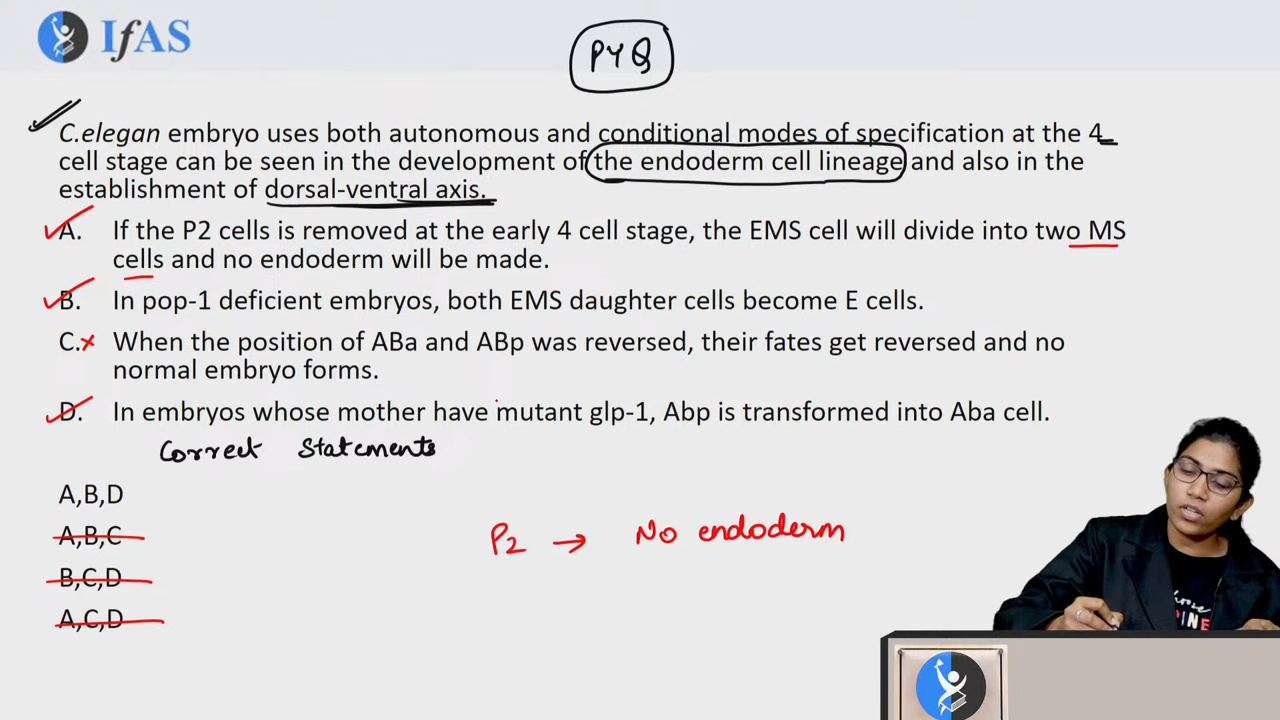 IfAS
PYQ
C.elegan embryo uses both autonomous and conditional modes of specification at the 4
cell stage can be seen in the development of the endoderm cell lineage and also in the
establishment of dorsal-ventral axis.
A. If the P2 cells is removed at the early 4 cell stage, the EMS cell will divide into two MS
cells and no endoderm will be made.
B. In pop-1 deficient embryos, both EMS daughter cells become E cells.
C. x When the position of ABa and ABp was reversed, their fates get reversed and no
normal embryo forms.
D. In embryos whose mother have mutant glp-1, Abp is transformed into Aba cell.
Correct Statements
A,B,D
A,B,C
P2 → No endoderm
B,C,D
A,C,D